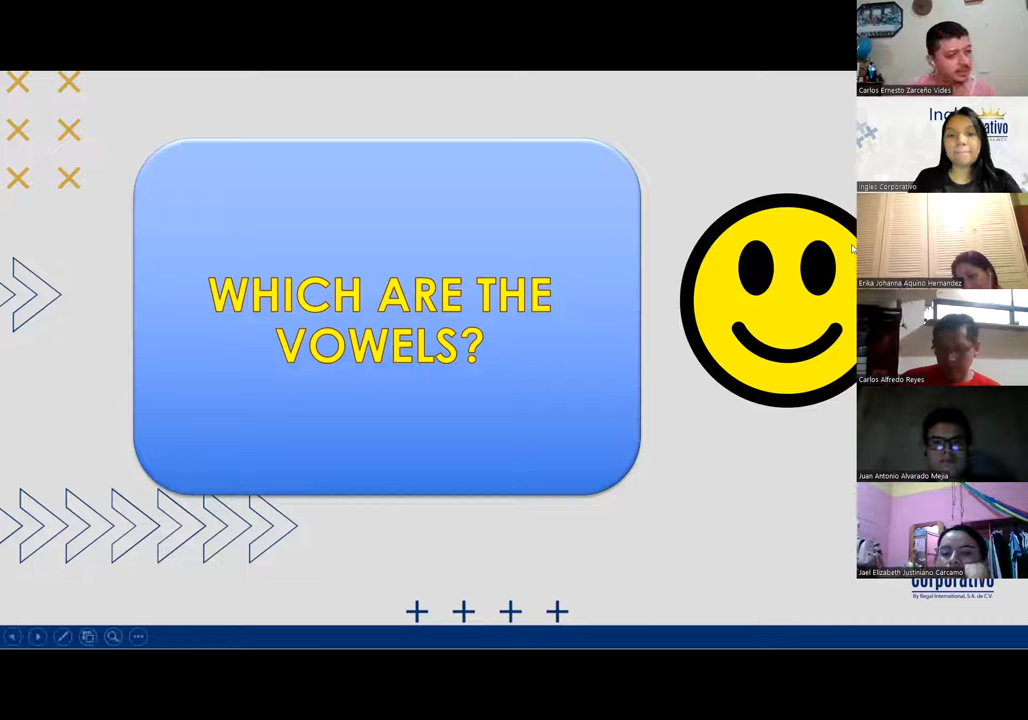 WHICH ARE THE
VOWELS?
Carlos Ernesto Zarceño Vides
Ingles Corporativo
Erika Johanna Aquino Hernandez
Carlos Alfredo Reyes
Juan Antonio Alvarado Mejia
Jael Elizabeth Justiniano Carcamo
Corporativo
By Regal International, S.A. de C.V.